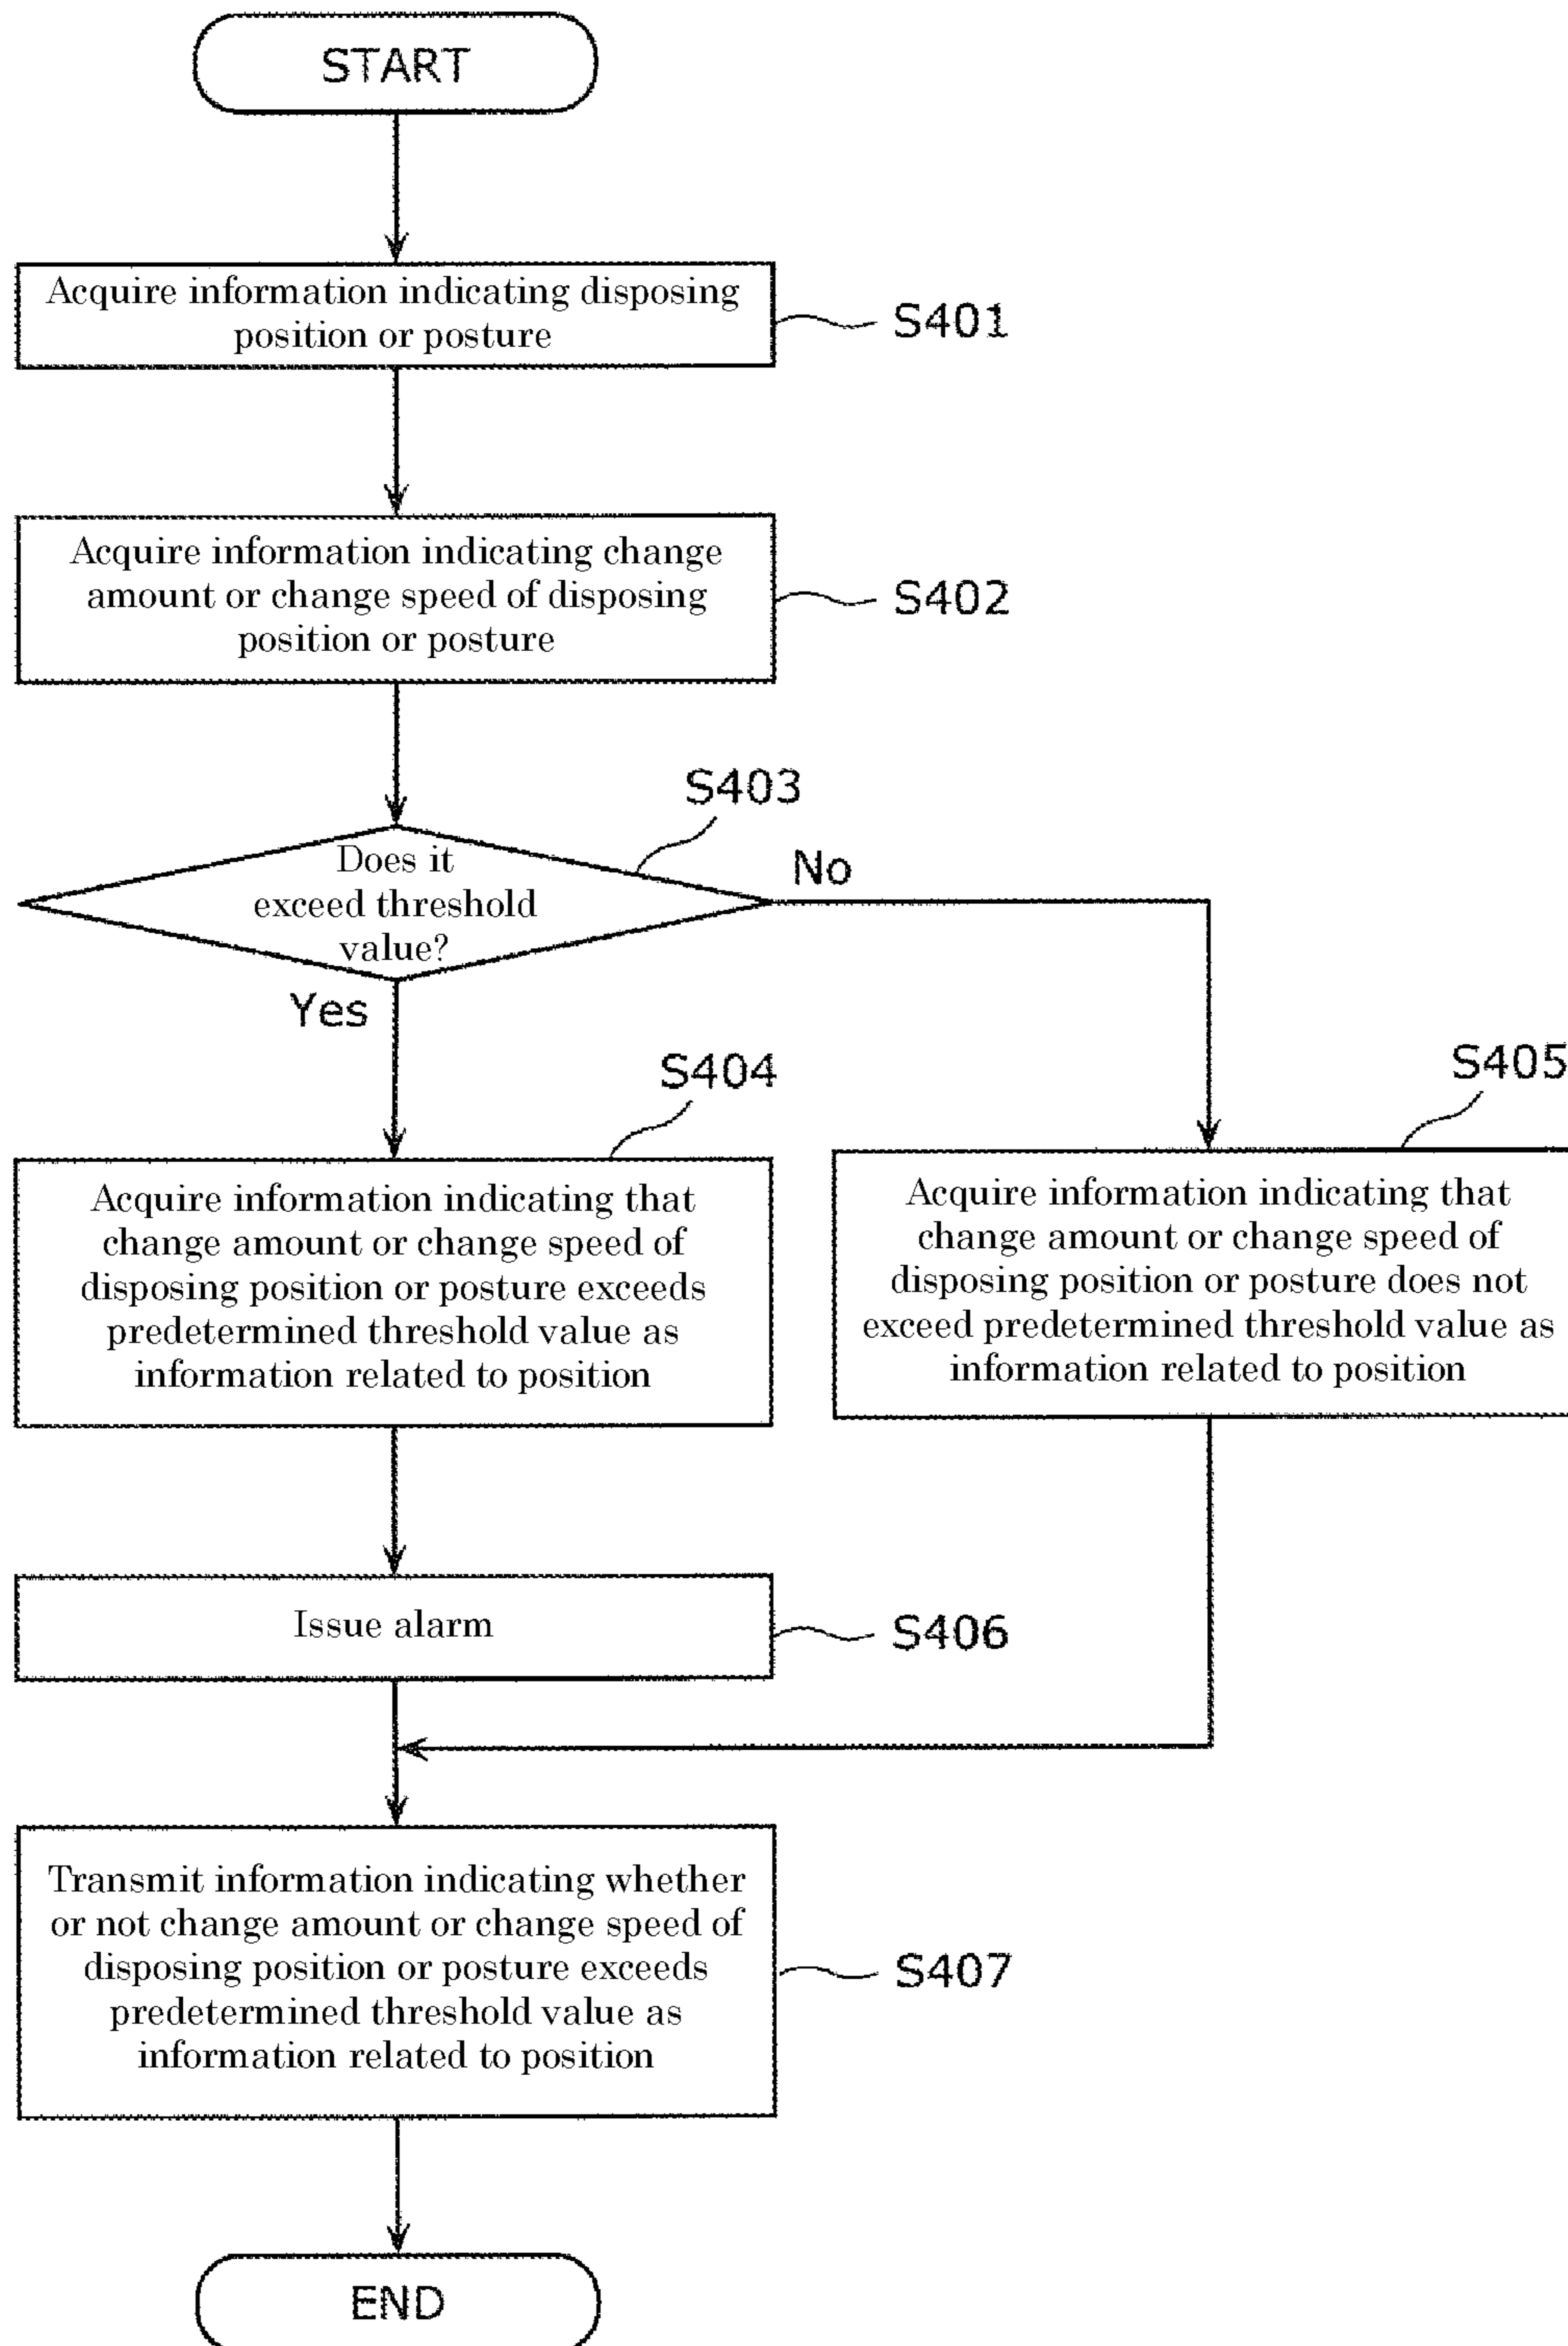 START
Acquire information indicating disposing
position or posture
S401
Acquire information indicating change
amount or change speed of disposing
position or posture
S402
S403
Does it
exceed threshold
value?
No
Yes
S404
Acquire information indicating that
change amount or change speed of
disposing position or posture exceeds
predetermined threshold value as
information related to position
S405
Acquire information indicating that
change amount or change speed of
disposing position or posture does not
exceed predetermined threshold value as
information related to position
Issue alarm
S406
Transmit information indicating whether
or not change amount or change speed of
disposing position or posture exceeds
predetermined threshold value as
information related to position
S407
END